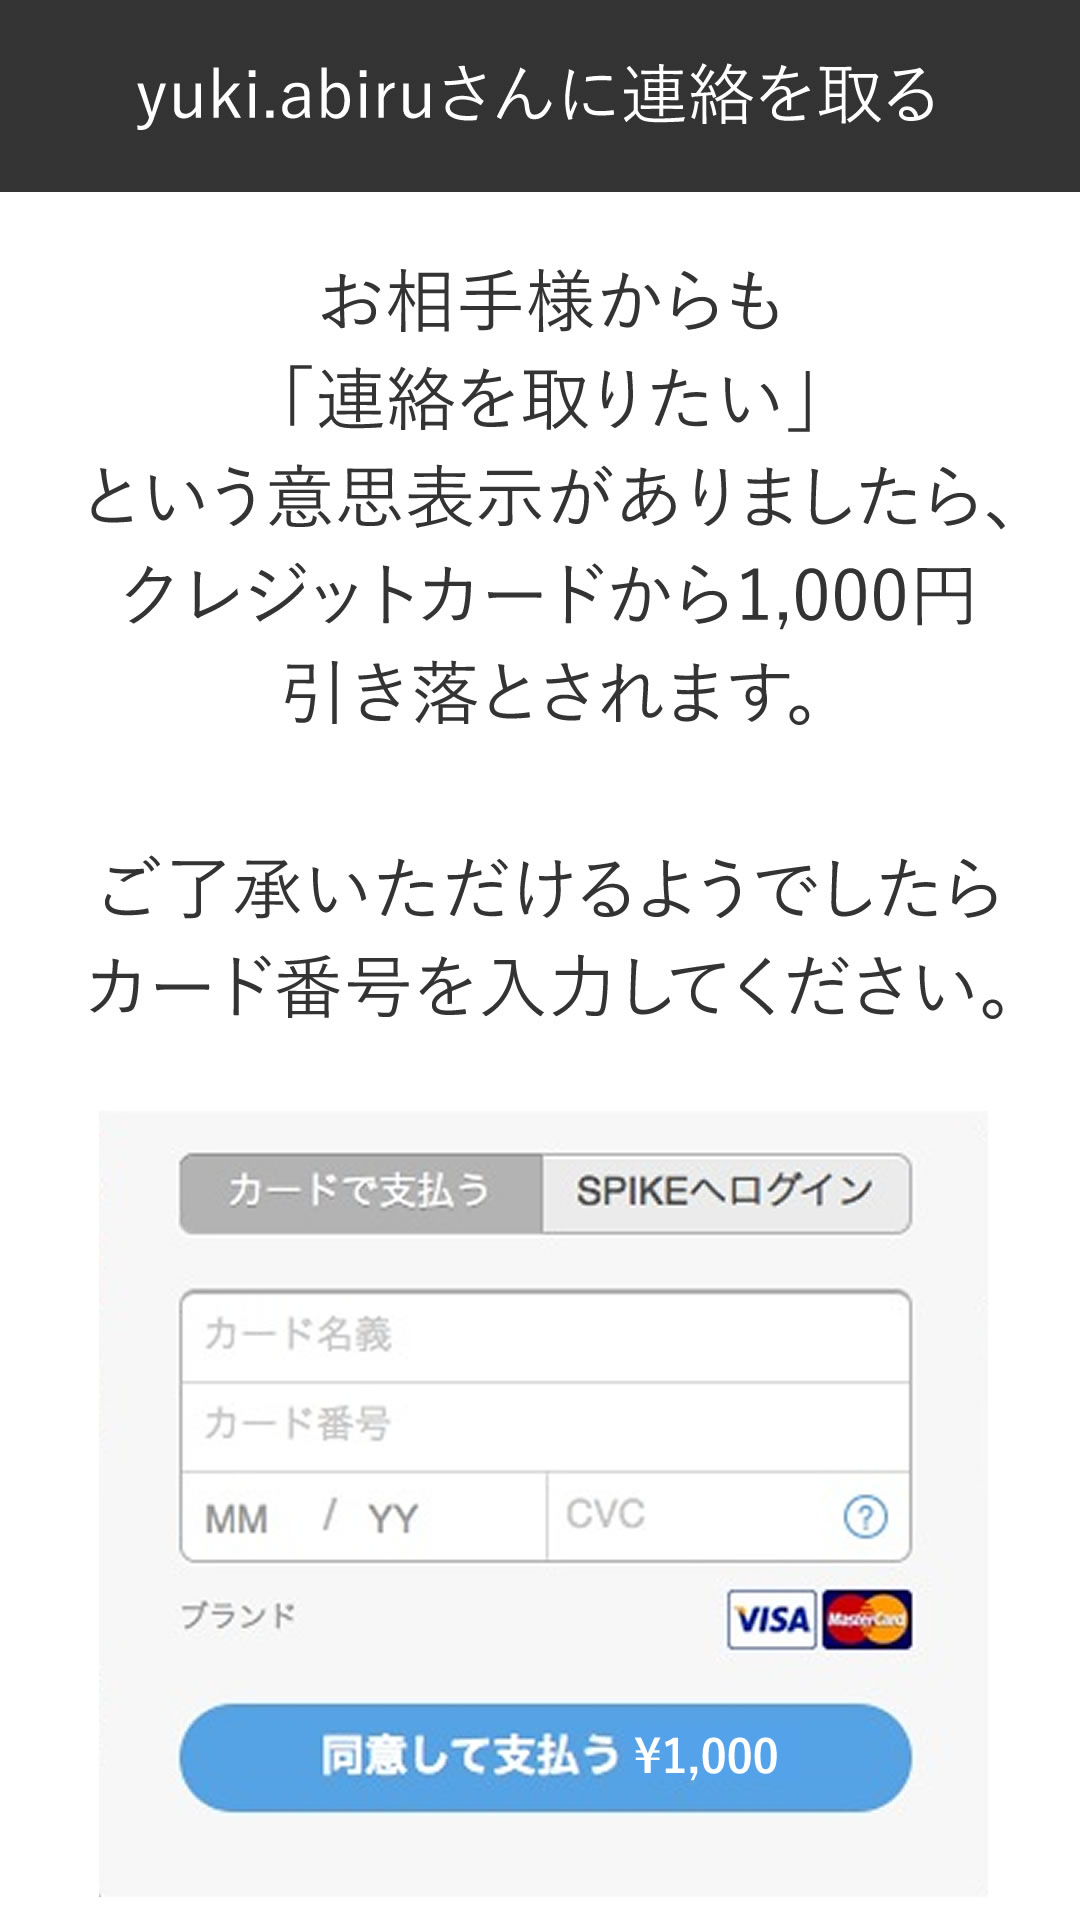 yuki.abiruさんに連絡を取る
お相手様からも
「連絡を取りたい」
という意思表示がありましたら、
クレジットカードから1,000円
引き落とされます。
ご了承いただけるようでしたら
カード番号を入力してください。
カードで支払う SPIKEへログイン
カード名義
カード番号
MM / YY CVC ?
ブランド VISA MasterCard
同意して支払う ¥1,000